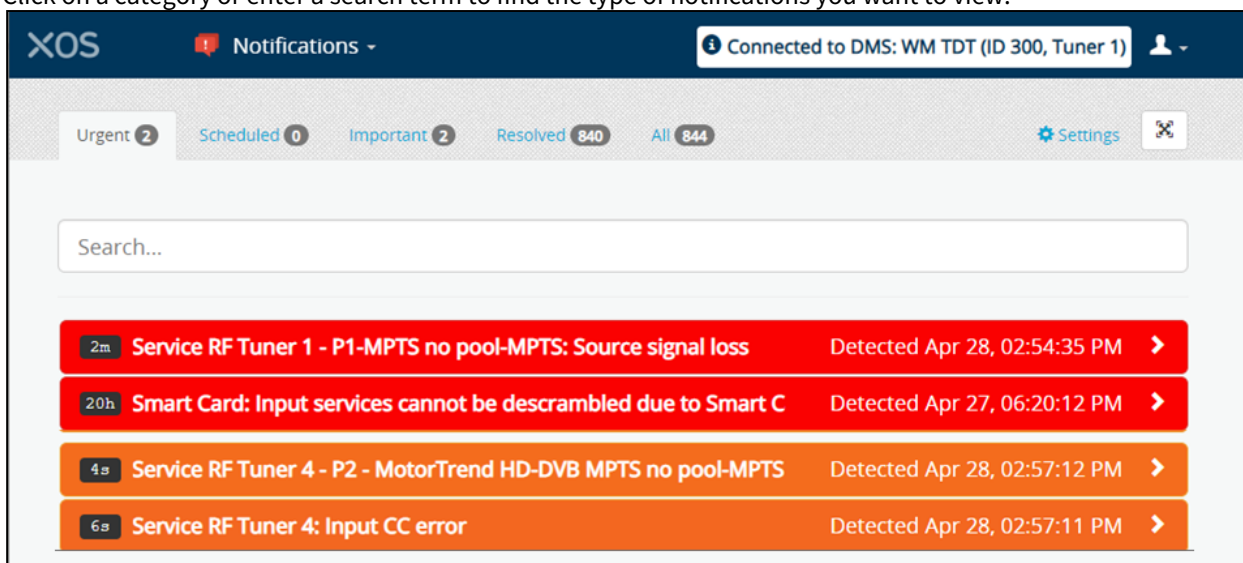 Click on a category or enter a search term to find the type of notifications you want to view.
XOS Notifications Connected to DMS: WM TDT (ID 300, Tuner 1)
Urgent 2 Scheduled 0 Important 2 Resolved 840 All 844 Settings
Search...
2m Service RF Tuner 1 - P1-MPTS no pool-MPTS: Source signal loss Detected Apr 28, 02:54:35 PM
20h Smart Card: Input services cannot be descrambled due to Smart C Detected Apr 27, 06:20:12 PM
4s Service RF Tuner 4 - P2 - MotorTrend HD-DVB MPTS no pool-MPTS Detected Apr 28, 02:57:12 PM
6s Service RF Tuner 4: Input CC error Detected Apr 28, 02:57:11 PM